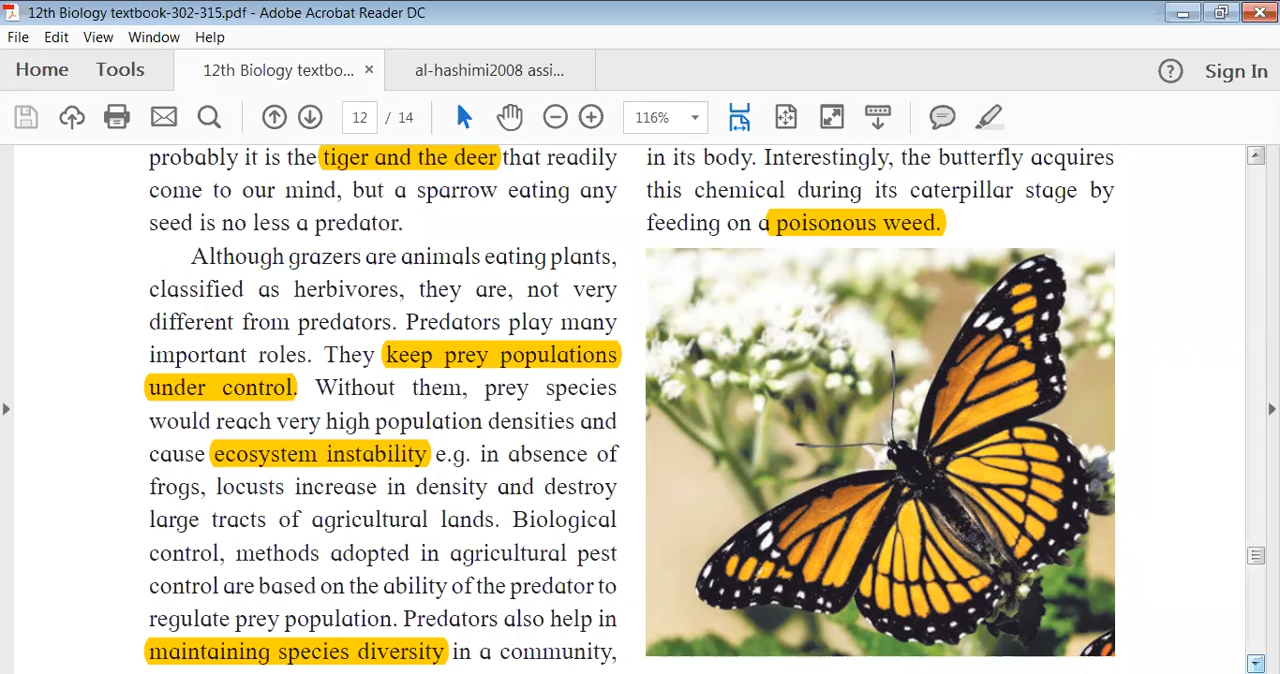 12th Biology textbook-302-315.pdf - Adobe Acrobat Reader DC
File Edit View Window Help
Home Tools 12th Biology textbo... × al-hashimi2008 assi... ? Sign In
12 / 14 116%
probably it is the tiger and the deer that readily
come to our mind, but a sparrow eating any
seed is no less a predator.
Although grazers are animals eating plants,
classified as herbivores, they are, not very
different from predators. Predators play many
important roles. They keep prey populations
under control. Without them, prey species
would reach very high population densities and
cause ecosystem instability e.g. in absence of
frogs, locusts increase in density and destroy
large tracts of agricultural lands. Biological
control, methods adopted in agricultural pest
control are based on the ability of the predator to
regulate prey population. Predators also help in
maintaining species diversity in a community,
in its body. Interestingly, the butterfly acquires
this chemical during its caterpillar stage by
feeding on a poisonous weed.